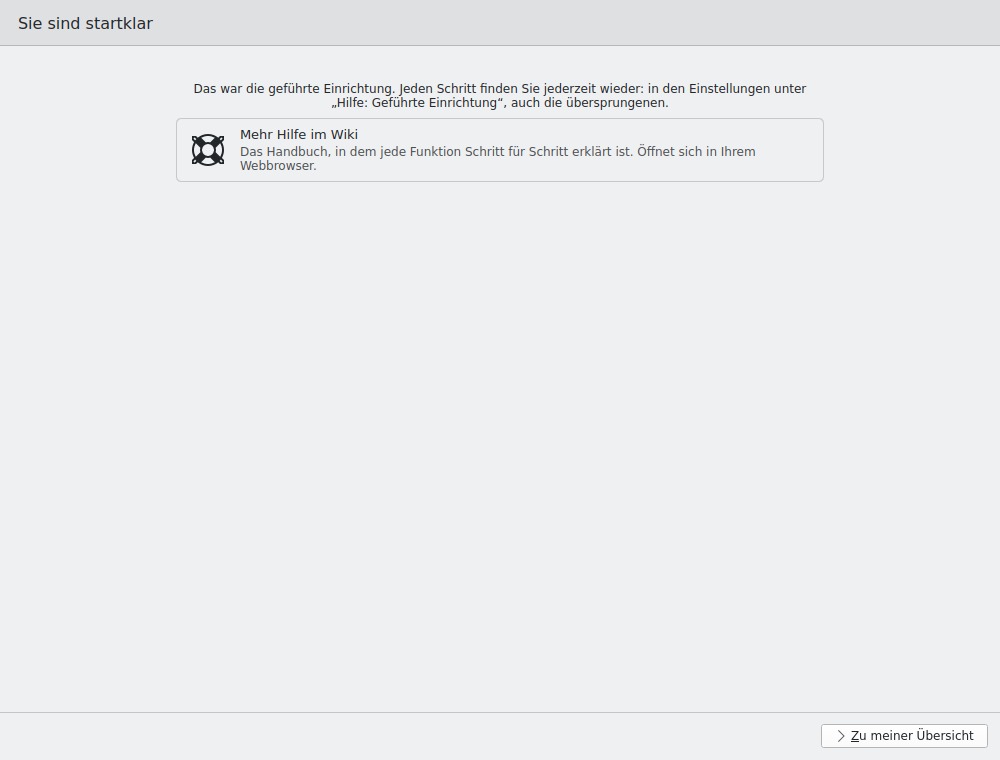 Sie sind startklar
Das war die geführte Einrichtung. Jeden Schritt finden Sie jederzeit wieder: in den Einstellungen unter
„Hilfe: Geführte Einrichtung“, auch die übersprungenen.
Mehr Hilfe im Wiki
Das Handbuch, in dem jede Funktion Schritt für Schritt erklärt ist. Öffnet sich in Ihrem
Webbrowser.
Zu meiner Übersicht